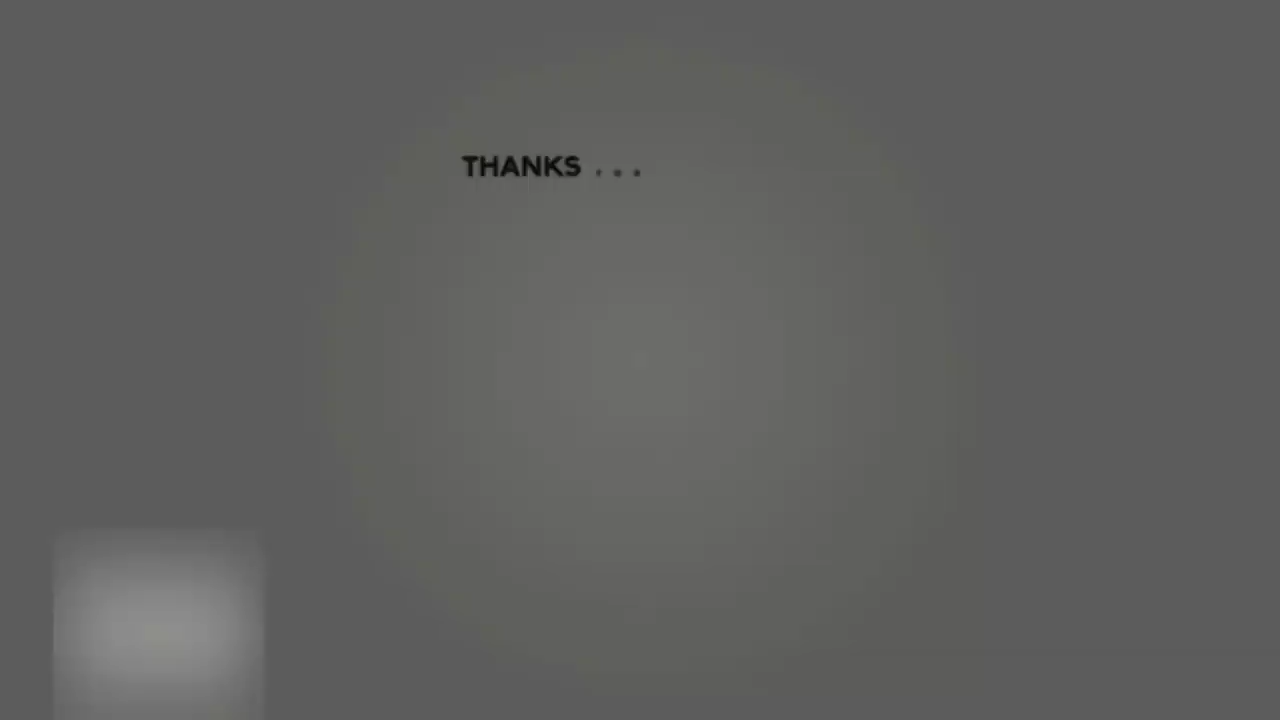 THANKS . . .